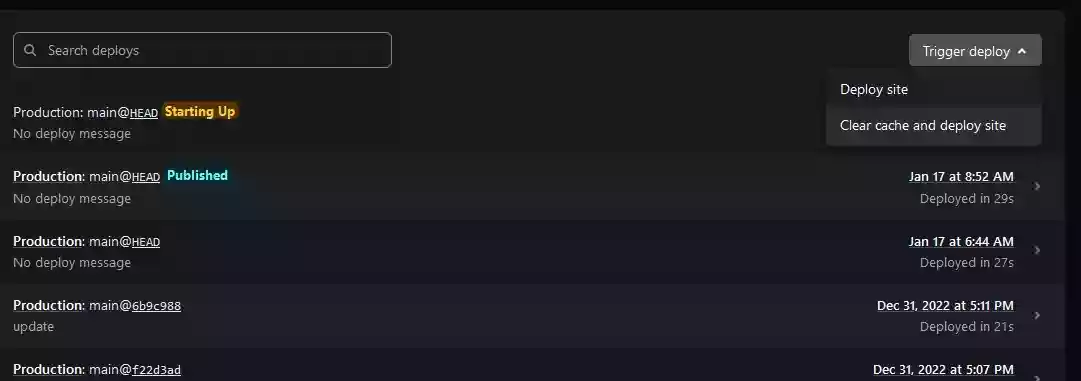 Search deploys
Trigger deploy
Deploy site
Clear cache and deploy site
Production: main@HEAD Starting Up
No deploy message
Production: main@HEAD Published
Jan 17 at 8:52 AM
No deploy message
Deployed in 29s
Production: main@HEAD
Jan 17 at 6:44 AM
No deploy message
Deployed in 27s
Production: main@6b9c988
Dec 31, 2022 at 5:11 PM
update
Deployed in 21s
Production: main@f22d3ad
Dec 31, 2022 at 5:07 PM